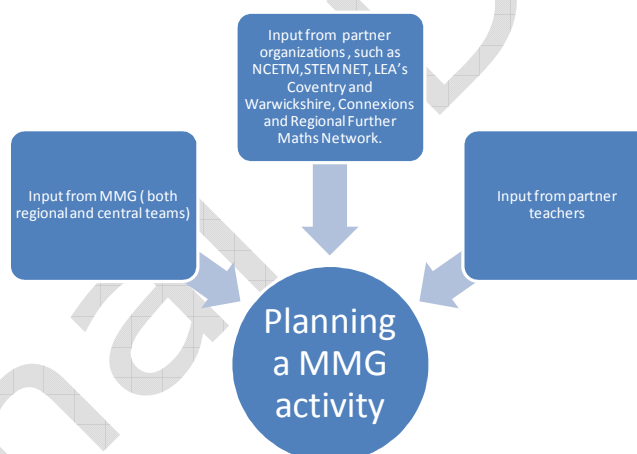 Input from partner
organizations , such as
NCETM,STEM NET, LEA's
Coventry and
Warwickshire, Connexions
and Regional Further
Maths Network.
Input from MMG ( both
regional and central teams)
Input from partner
teachers
Planning
a MMG
activity